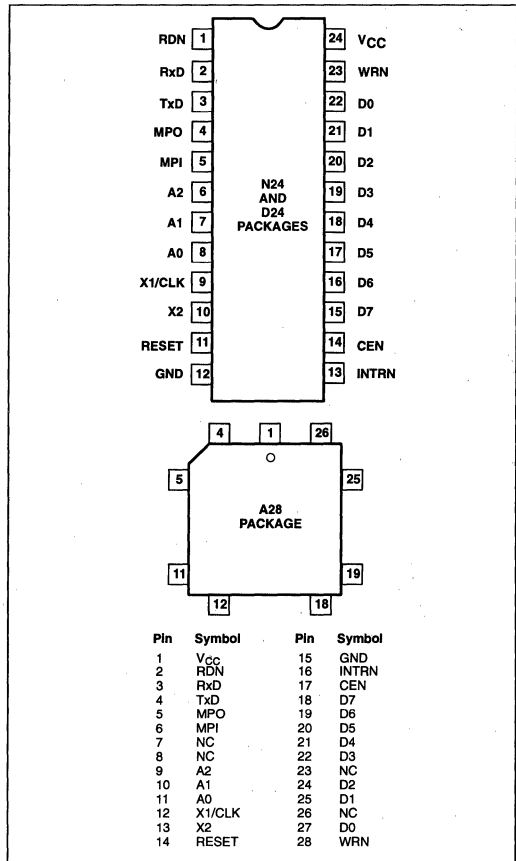 RDN 1 24 VCC
RxD 2 23 WRN
TxD 3 22 D0
MPO 4 21 D1
MPI 5 20 D2
A2 6 19 D3
A1 7 18 D4
A0 8 17 D5
X1/CLK 9 16 D6
X2 10 15 D7
RESET 11 14 CEN
GND 12 13 INTRN
N24
AND
D24
PACKAGES
4 1 26
5 25
A28
PACKAGE
11 19
12 18
Pin Symbol Pin Symbol
1 VCC 15 GND
2 RDN 16 INTRN
3 RxD 17 CEN
4 TxD 18 D7
5 MPO 19 D6
6 MPI 20 D5
7 NC 21 D4
8 NC 22 D3
9 A2 23 NC
10 A1 24 D2
11 A0 25 D1
12 X1/CLK 26 NC
13 X2 27 D0
14 RESET 28 WRN